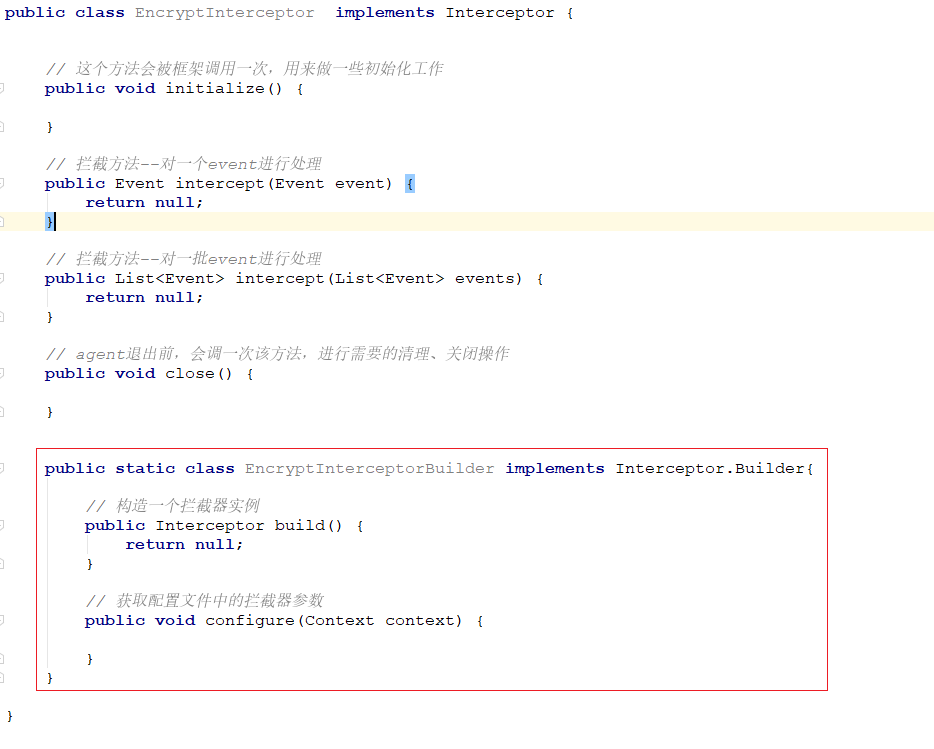 public class EncryptInterceptor  implements Interceptor {
// 这个方法会被框架调用一次，用来做一些初始化工作
public void initialize() {
}
// 拦截方法--对一个event进行处理
public Event intercept(Event event) {
return null;
}
// 拦截方法--对一批event进行处理
public List<Event> intercept(List<Event> events) {
return null;
}
// agent退出前，会调一次该方法，进行需要的清理、关闭操作
public void close() {
}
public static class EncryptInterceptorBuilder implements Interceptor.Builder{
// 构造一个拦截器实例
public Interceptor build() {
return null;
}
// 获取配置文件中的拦截器参数
public void configure(Context context) {
}
}
}